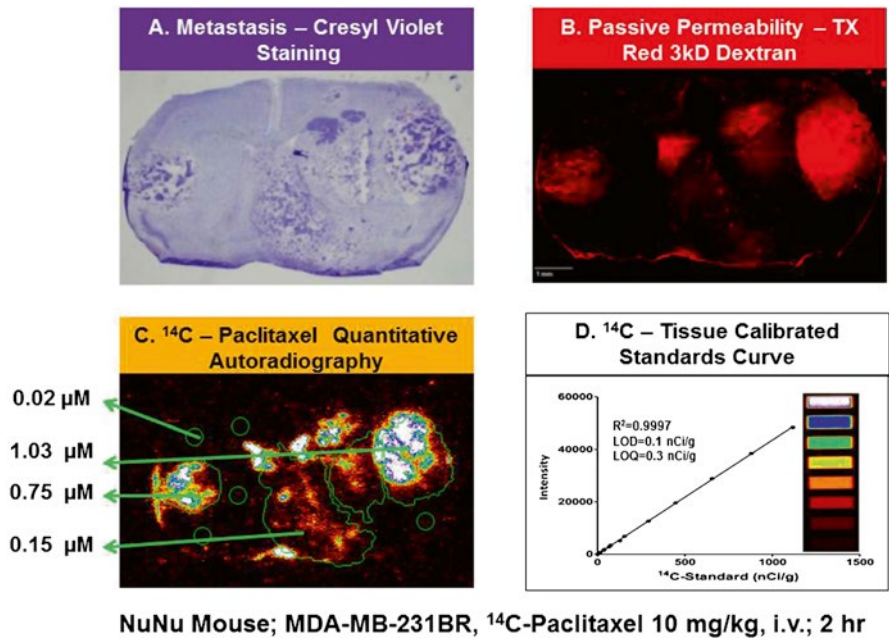 A. Metastasis – Cresyl Violet
Staining
B. Passive Permeability – TX
Red 3kD Dextran
1 mm
C. ¹⁴C – Paclitaxel Quantitative
Autoradiography
0.02 µM
1.03 µM
0.75 µM
0.15 µM
D. ¹⁴C – Tissue Calibrated
Standards Curve
60000
40000
20000
0
Intensity
R²=0.9997
LOD=0.1 nCi/g
LOQ=0.3 nCi/g
0
500
1000
1500
¹⁴C-Standard (nCi/g)
NuNu Mouse; MDA-MB-231BR, ¹⁴C-Paclitaxel 10 mg/kg, i.v.; 2 hr